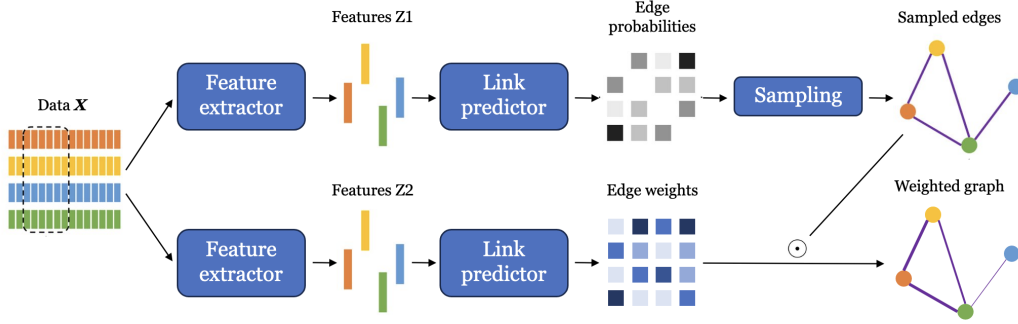 Features Z1
Edge
probabilities
Sampled edges
Data X
Feature
extractor
Link
predictor
Sampling
Features Z2
Edge weights
Weighted graph
Feature
extractor
Link
predictor